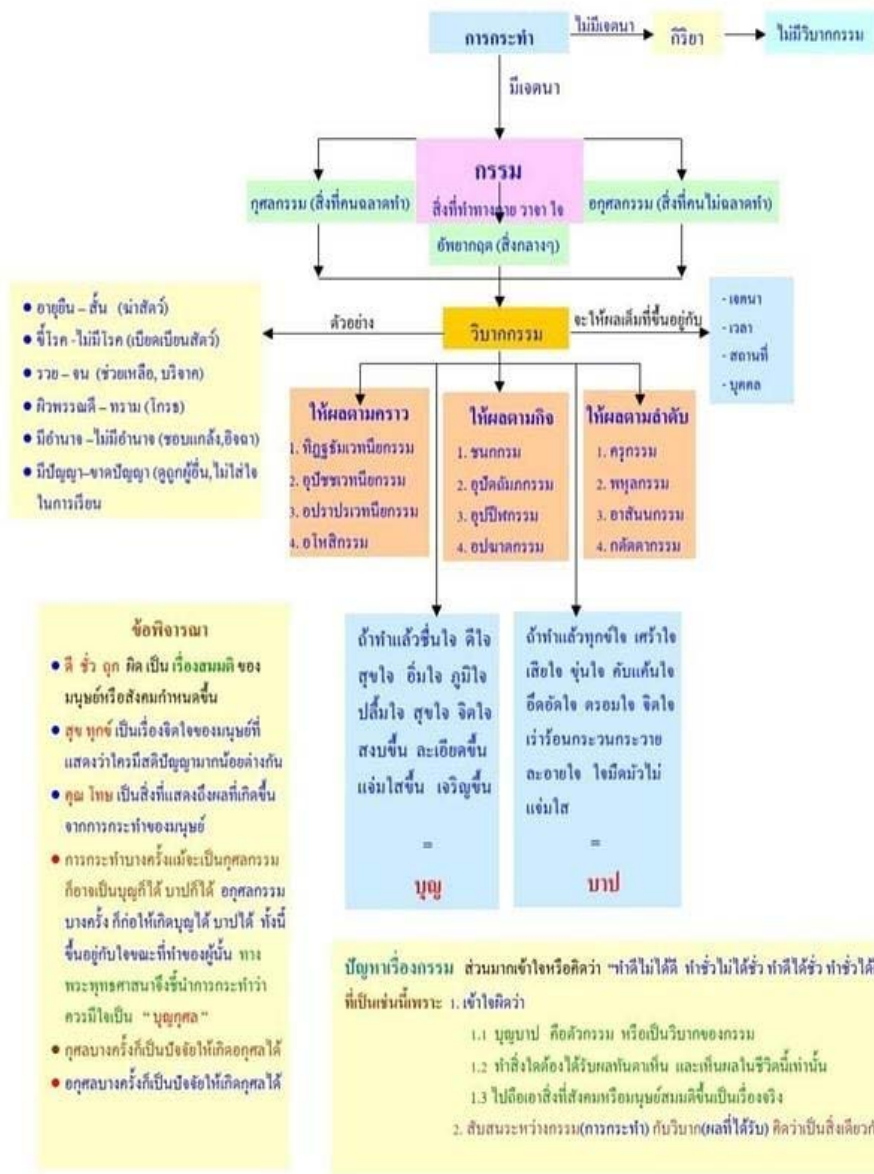 การกระทำ
ไม่มีเจตนา
กิริยา
ไม่มีวิบากกรรม
มีเจตนา
กรรม
สิ่งที่ทำทางกาย วาจา ใจ
กุศลกรรม (สิ่งที่คนฉลาดทำ)
อกุศลกรรม (สิ่งที่คนไม่ฉลาดทำ)
อัพยากฤต (สิ่งกลางๆ)
วิบากกรรม
ตัวอย่าง
จะให้ผลเต็มที่ขึ้นอยู่กับ
- เจตนา
- เวลา
- สถานที่
- บุคคล
● อายุยืน – สั้น (ฆ่าสัตว์)
● ขี้โรค -ไม่มีโรค (เบียดเบียนสัตว์)
● รวย – จน (ช่วยเหลือ, บริจาค)
● ผิวพรรณดี – ทราม (โกรธ)
● มีอำนาจ –ไม่มีอำนาจ (ชอบแกล้ง,อิจฉา)
● มีปัญญา–ขาดปัญญา (ดูถูกผู้อื่น,ไม่ใส่ใจ
ในการเรียน
ให้ผลตามคราว
1. ทิฏฐธัมเวทนียกรรม
2. อุปัชชเวทนียกรรม
3. อปราปรเวทนียกรรม
4. อโหสิกรรม
ให้ผลตามกิจ
1. ชนกกรม
2. อุปัตถัมภกกรรม
3. อุปปีฬกรรม
4. อปฆาตกรรม
ให้ผลตามลำดับ
1. ครุกรรม
2. พหุลกรรม
3. อาสันนกรรม
4. กตัตตากรรม
ถ้าทำแล้วชื่นใจ ดีใจ
สุขใจ อิ่มใจ ภูมิใจ
ปลื้มใจ สุขใจ จิตใจ
สงบขึ้น ละเอียดขึ้น
แจ่มใสขึ้น เจริญขึ้น
=
บุญ
ถ้าทำแล้วทุกข์ใจ เศร้าใจ
เสียใจ ขุ่นใจ คับแค้นใจ
อึดอัดใจ ตรอมใจ จิตใจ
เร่าร้อนกระวนกระวาย
ละอายใจ ใจมืดมัวไม่
แจ่มใส
=
บาป
ข้อพิจารณา
● ดี ชั่ว ถูก ผิด เป็น เรื่องสมมติ ของ
มนุษย์หรือสังคมกำหนดขึ้น
● สุข ทุกข์ เป็นเรื่องจิตใจของมนุษย์ที่
แสดงว่าใครมีสติปัญญามากน้อยต่างกัน
● คุณ โทษ เป็นสิ่งที่แสดงถึงผลที่เกิดขึ้น
จากการกระทำของมนุษย์
● การกระทำบางครั้งแม้จะเป็นกุศลกรรม
ก็อาจเป็นบุญก็ได้ บาปก็ได้ อกุศลกรรม
บางครั้ง ก็ก่อให้เกิดบุญได้ บาปได้ ทั้งนี้
ขึ้นอยู่กับใจขณะที่ทำของผู้นั้น ทาง
พระพุทธศาสนาจึงชี้นำการกระทำว่า
ควรมีใจเป็น “ บุญกุศล ”
● กุศลบางครั้งก็เป็นปัจจัยให้เกิดอกุศลได้
● อกุศลบางครั้งก็เป็นปัจจัยให้เกิดกุศลได้
ปัญหาเรื่องกรรม ส่วนมากเข้าใจหรือคิดว่า “ทำดีไม่ได้ดี ทำชั่วไม่ได้ชั่ว ทำดีได้ชั่ว ทำชั่วได้
ที่เป็นเช่นนี้เพราะ 1. เข้าใจผิดว่า
1.1 บุญบาป คือตัวกรรม หรือเป็นวิบากของกรรม
1.2 ทำสิ่งใดต้องได้รับผลทันตาเห็น และเห็นผลในชีวิตนี้เท่านั้น
1.3 ไปถือเอาสิ่งที่สังคมหรือมนุษย์สมมติขึ้นเป็นเรื่องจริง
2. สับสนระหว่างกรรม(การกระทำ) กับวิบาก(ผลที่ได้รับ) คิดว่าเป็นสิ่งเดียว